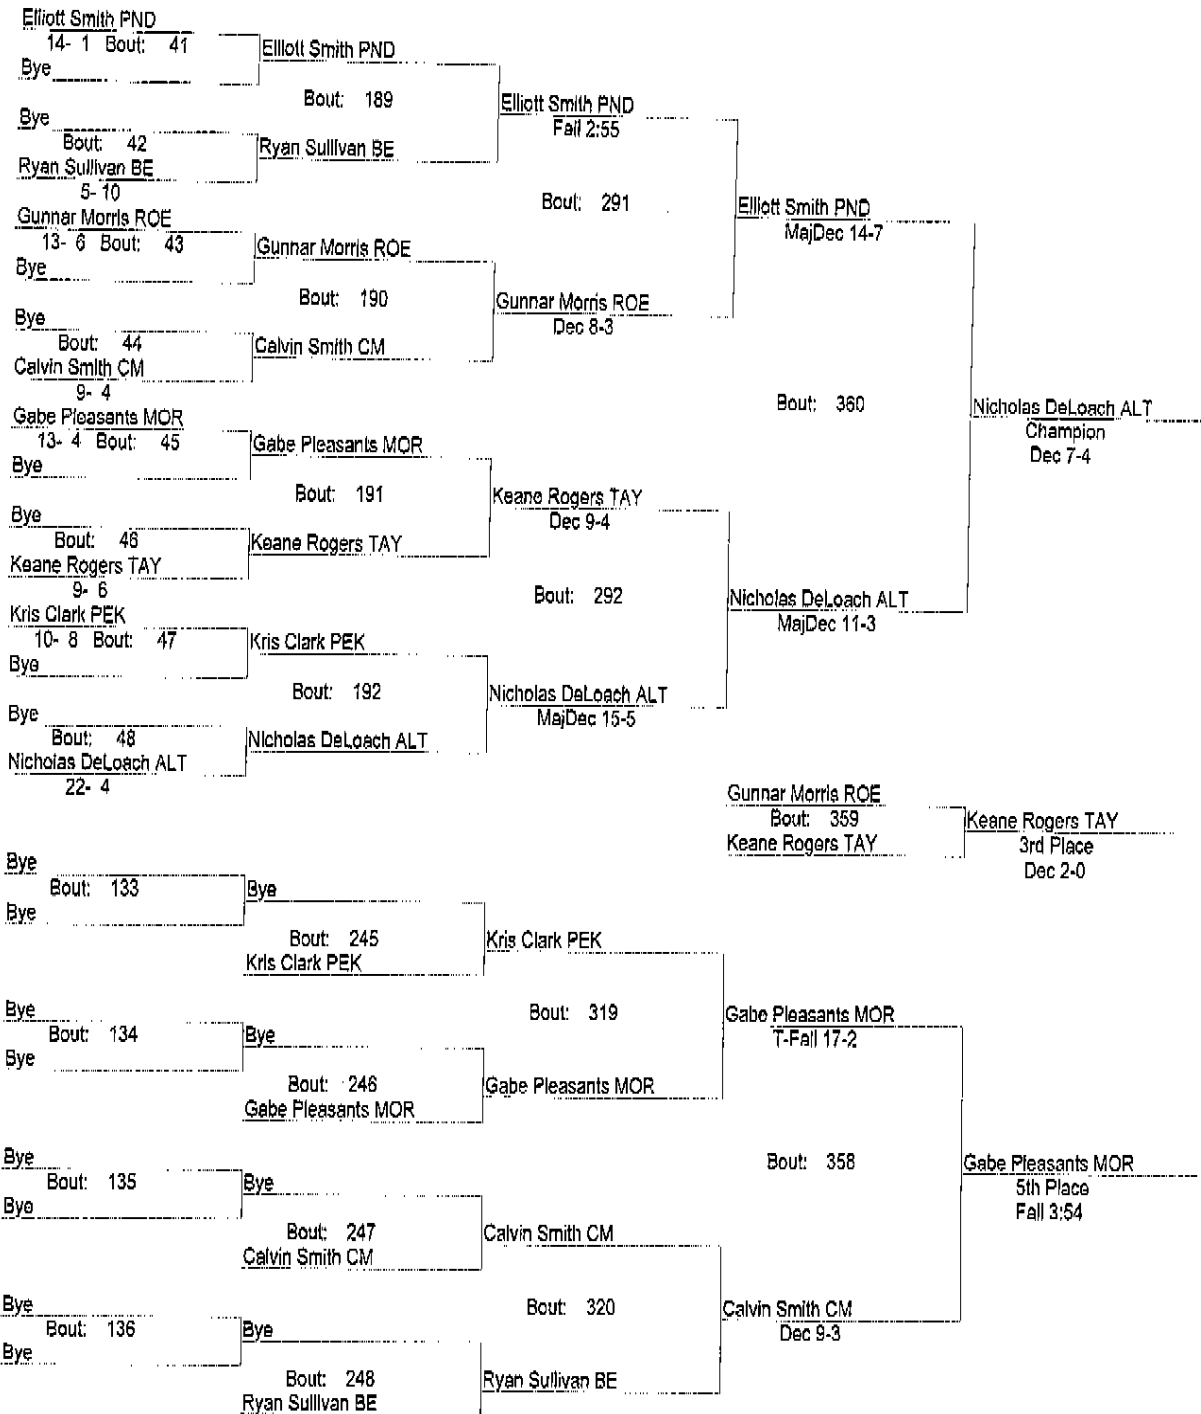 Elliott Smith PND
14- 1 Bout: 41
Bye
Elliott Smith PND
Bout: 189
Bye
Bout: 42
Ryan Sullivan BE
5- 10
Ryan Sullivan BE
Elliott Smith PND
Fall 2:55
Bout: 291
Gunnar Morris ROE
13- 6 Bout: 43
Bye
Gunnar Morris ROE
Bout: 190
Bye
Bout: 44
Calvin Smith CM
9- 4
Calvin Smith CM
Gunnar Morris ROE
Dec 8-3
Elliott Smith PND
MajDec 14-7
Bout: 360
Gabe Pleasants MOR
13- 4 Bout: 45
Bye
Gabe Pleasants MOR
Bout: 191
Bye
Bout: 46
Keane Rogers TAY
9- 6
Keane Rogers TAY
Keane Rogers TAY
Dec 9-4
Bout: 292
Kris Clark PEK
10- 8 Bout: 47
Bye
Kris Clark PEK
Bout: 192
Bye
Bout: 48
Nicholas DeLoach ALT
22- 4
Nicholas DeLoach ALT
Nicholas DeLoach ALT
MajDec 15-5
Nicholas DeLoach ALT
MajDec 11-3
Nicholas DeLoach ALT
Champion
Dec 7-4
Gunnar Morris ROE
Bout: 359
Keane Rogers TAY
Keane Rogers TAY
3rd Place
Dec 2-0
Bye
Bout: 133
Bye
Bye
Bout: 245
Kris Clark PEK
Kris Clark PEK
Bout: 319
Bye
Bout: 134
Bye
Bye
Bout: 246
Gabe Pleasants MOR
Gabe Pleasants MOR
Gabe Pleasants MOR
T-Fall 17-2
Bout: 358
Bye
Bout: 135
Bye
Bye
Bout: 247
Calvin Smith CM
Calvin Smith CM
Bout: 320
Bye
Bout: 136
Bye
Bye
Bout: 248
Ryan Sullivan BE
Ryan Sullivan BE
Calvin Smith CM
Dec 9-3
Gabe Pleasants MOR
5th Place
Fall 3:54